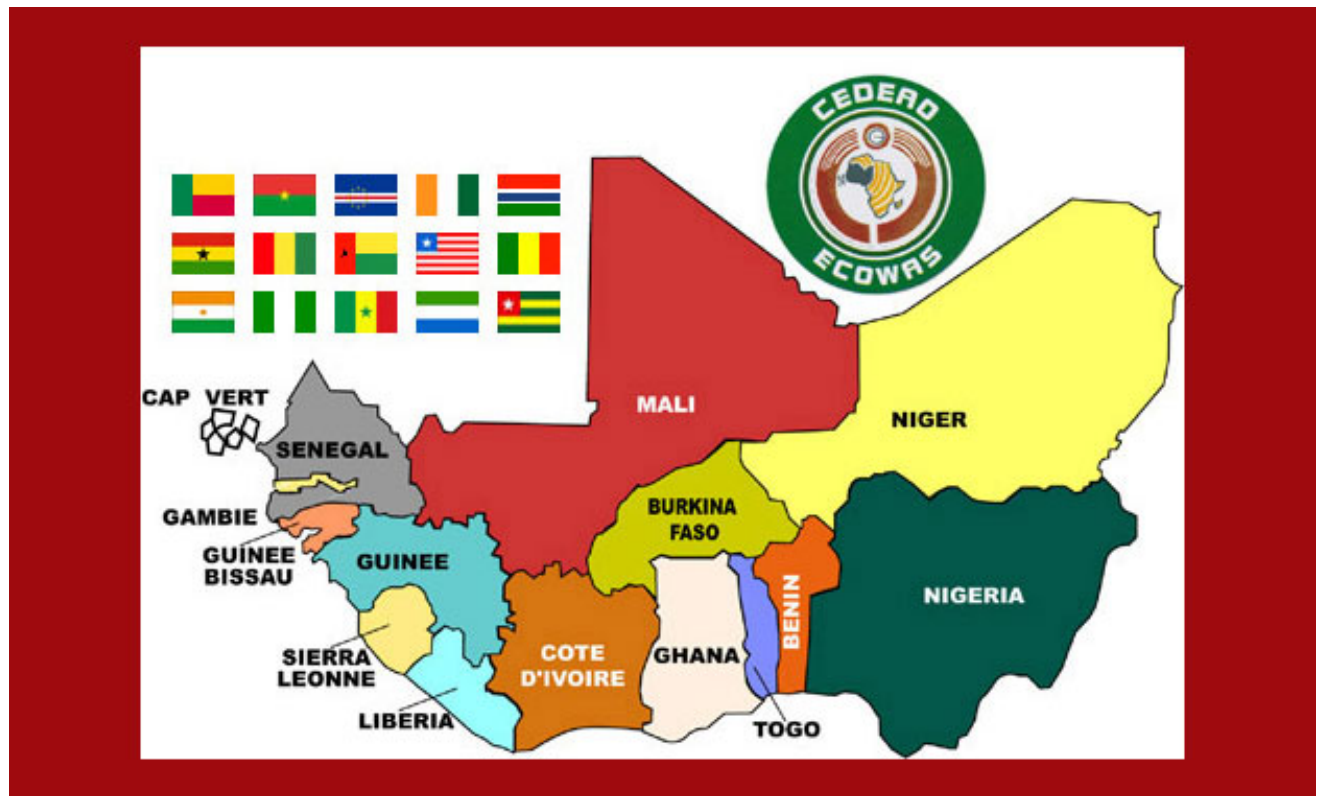 CEDEAO
ECOWAS
CAP VERT
SENEGAL
MALI
NIGER
GAMBIE
GUINEE
BISSAU
GUINEE
BURKINA
FASO
BENIN
NIGERIA
SIERRA
LEONNE
COTE
D'IVOIRE
GHANA
LIBERIA
TOGO